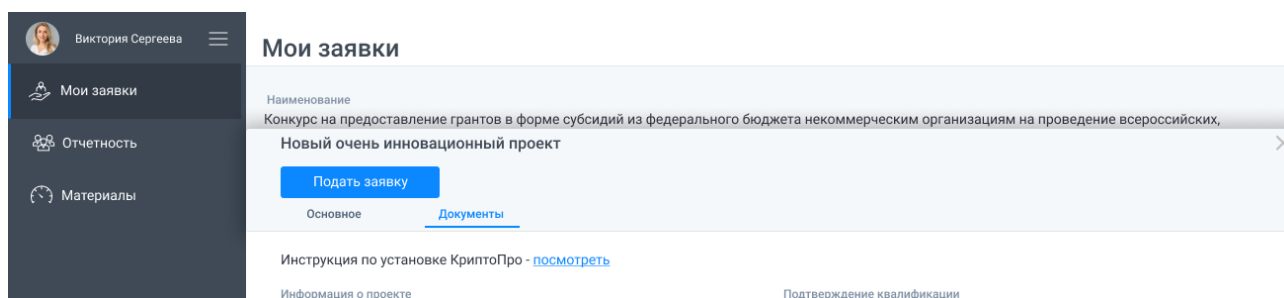 Виктория Сергеева
Мои заявки
Отчетность
Материалы
Мои заявки
Наименование
Конкурс на предоставление грантов в форме субсидий из федерального бюджета некоммерческим организациям на проведение всероссийских,
Новый очень инновационный проект
Подать заявку
Основное Документы
Инструкция по установке КриптоПро - посмотреть
Информация о проекте Подтверждение квалификации